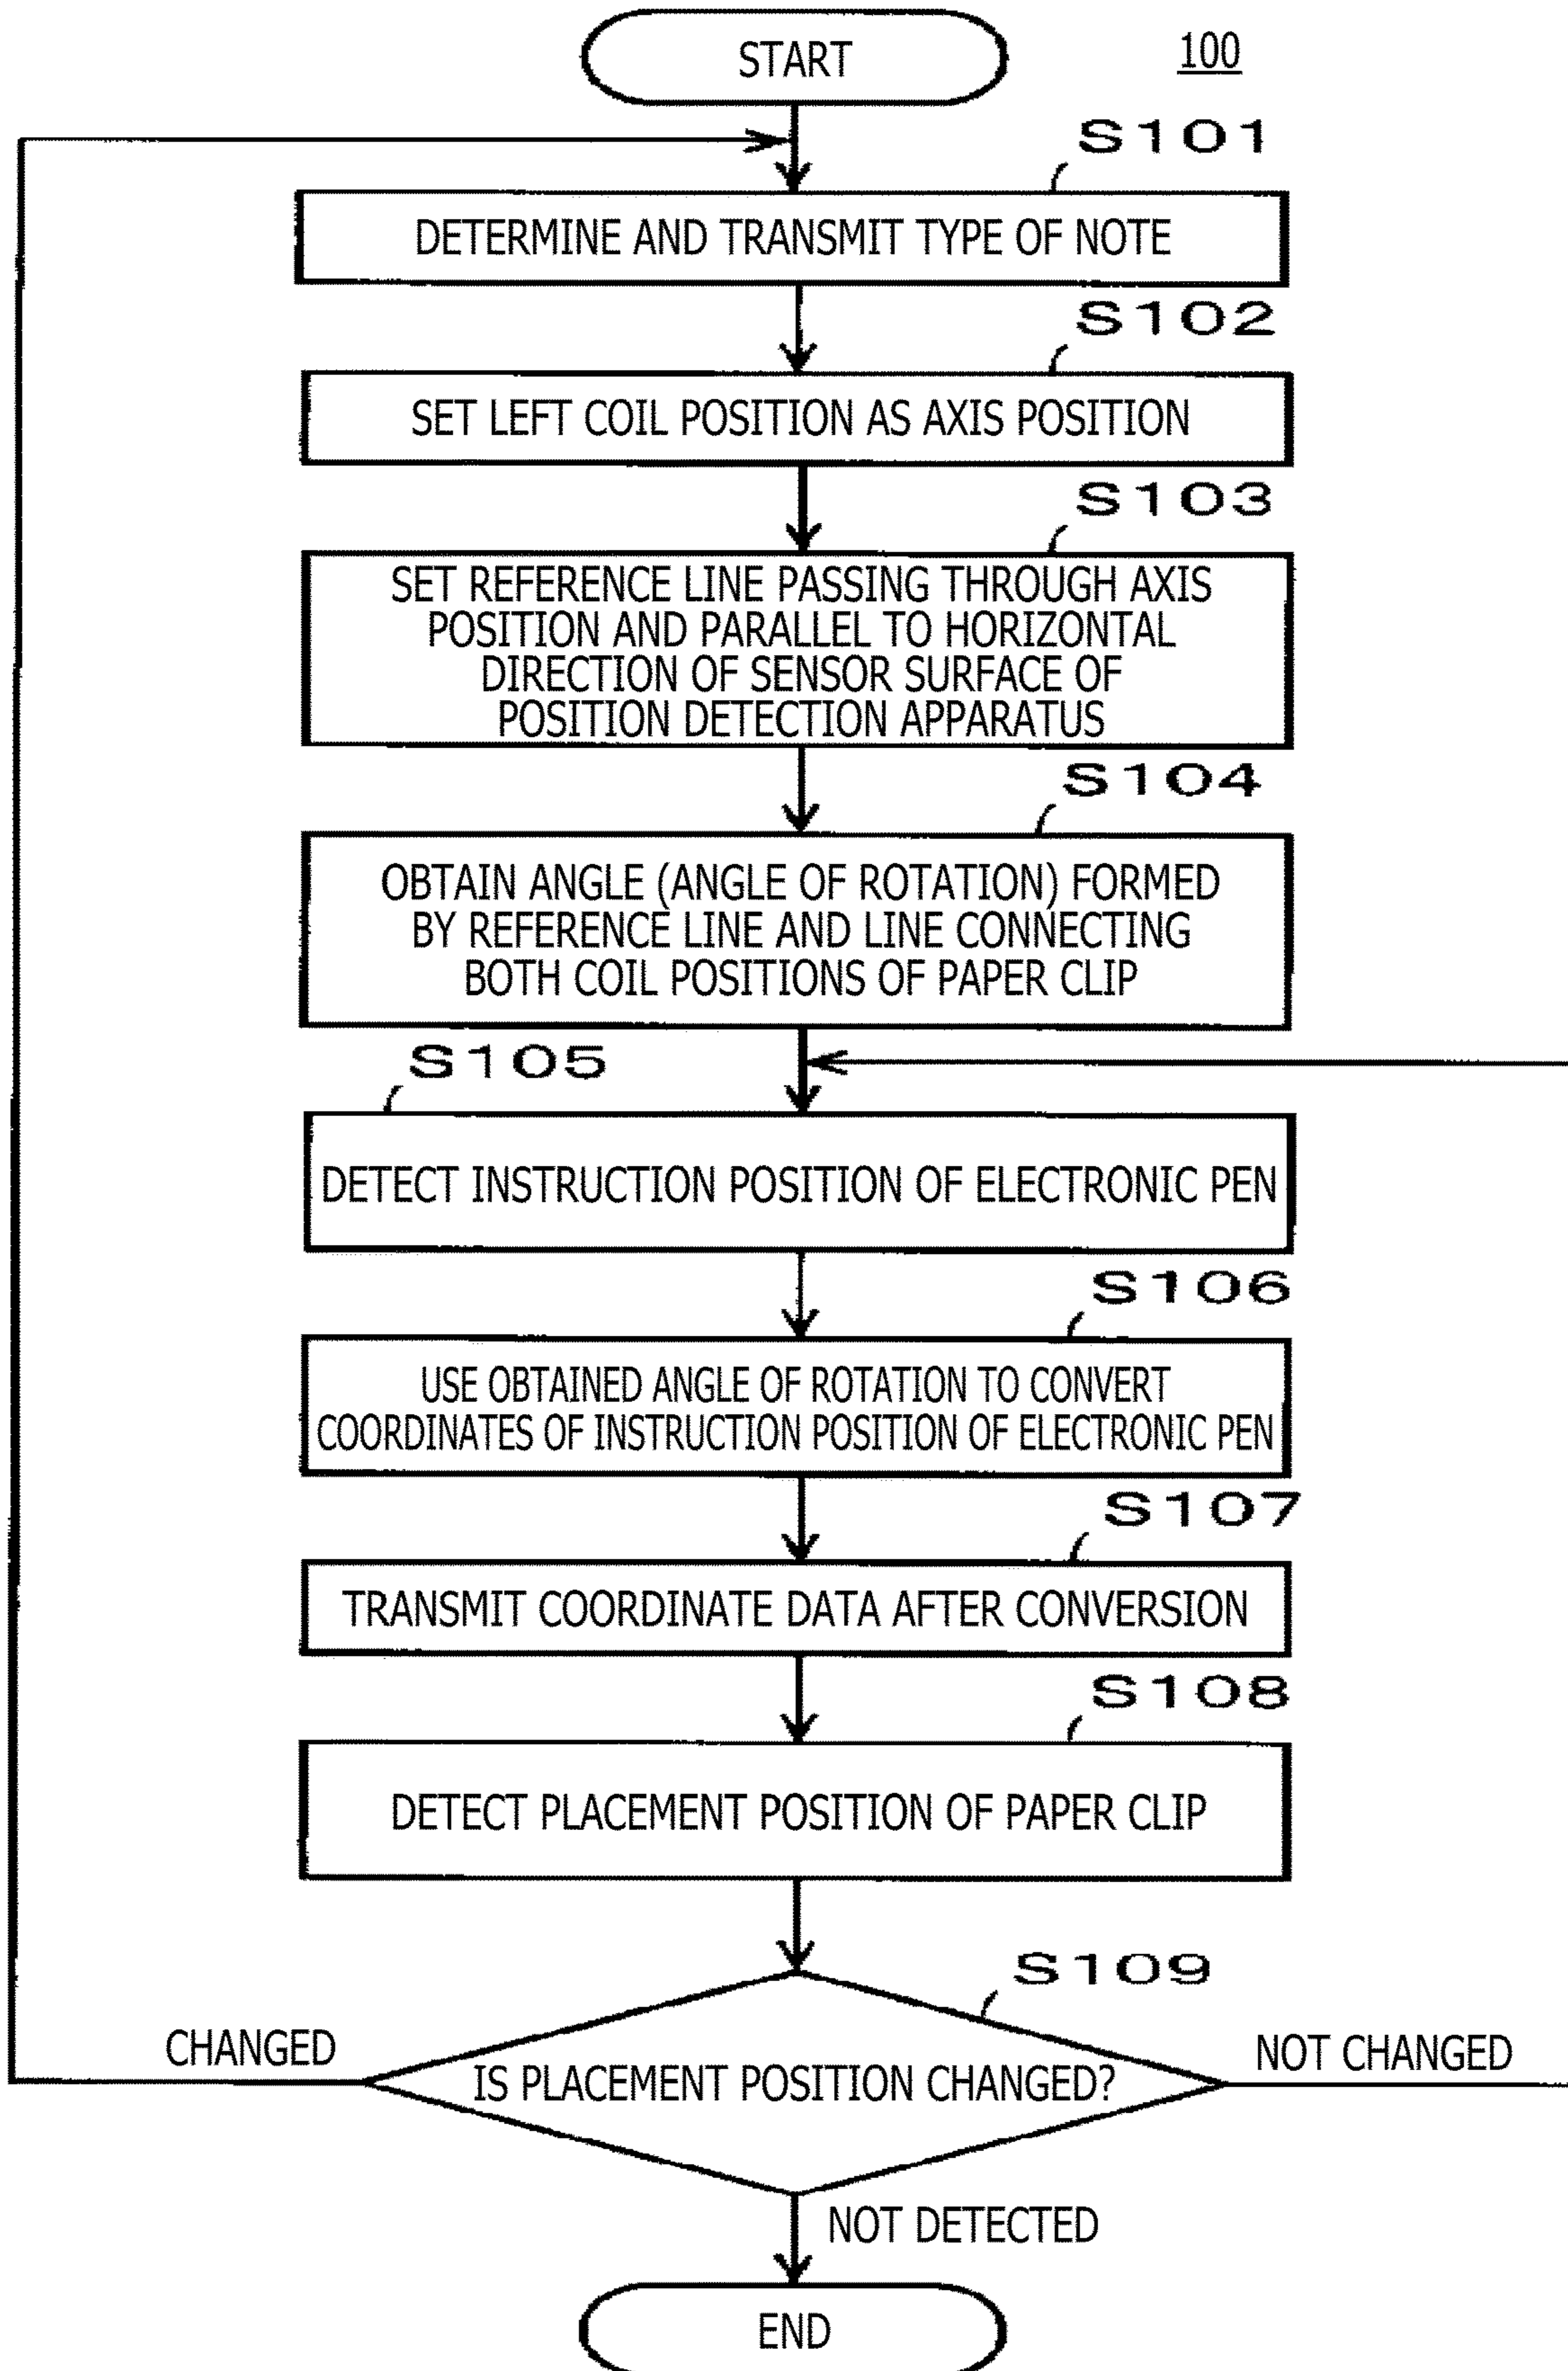 START
100
S101
DETERMINE AND TRANSMIT TYPE OF NOTE
S102
SET LEFT COIL POSITION AS AXIS POSITION
S103
SET REFERENCE LINE PASSING THROUGH AXIS
POSITION AND PARALLEL TO HORIZONTAL
DIRECTION OF SENSOR SURFACE OF
POSITION DETECTION APPARATUS
S104
OBTAIN ANGLE (ANGLE OF ROTATION) FORMED
BY REFERENCE LINE AND LINE CONNECTING
BOTH COIL POSITIONS OF PAPER CLIP
S105
DETECT INSTRUCTION POSITION OF ELECTRONIC PEN
S106
USE OBTAINED ANGLE OF ROTATION TO CONVERT
COORDINATES OF INSTRUCTION POSITION OF ELECTRONIC PEN
S107
TRANSMIT COORDINATE DATA AFTER CONVERSION
S108
DETECT PLACEMENT POSITION OF PAPER CLIP
S109
CHANGED
IS PLACEMENT POSITION CHANGED?
NOT CHANGED
NOT DETECTED
END